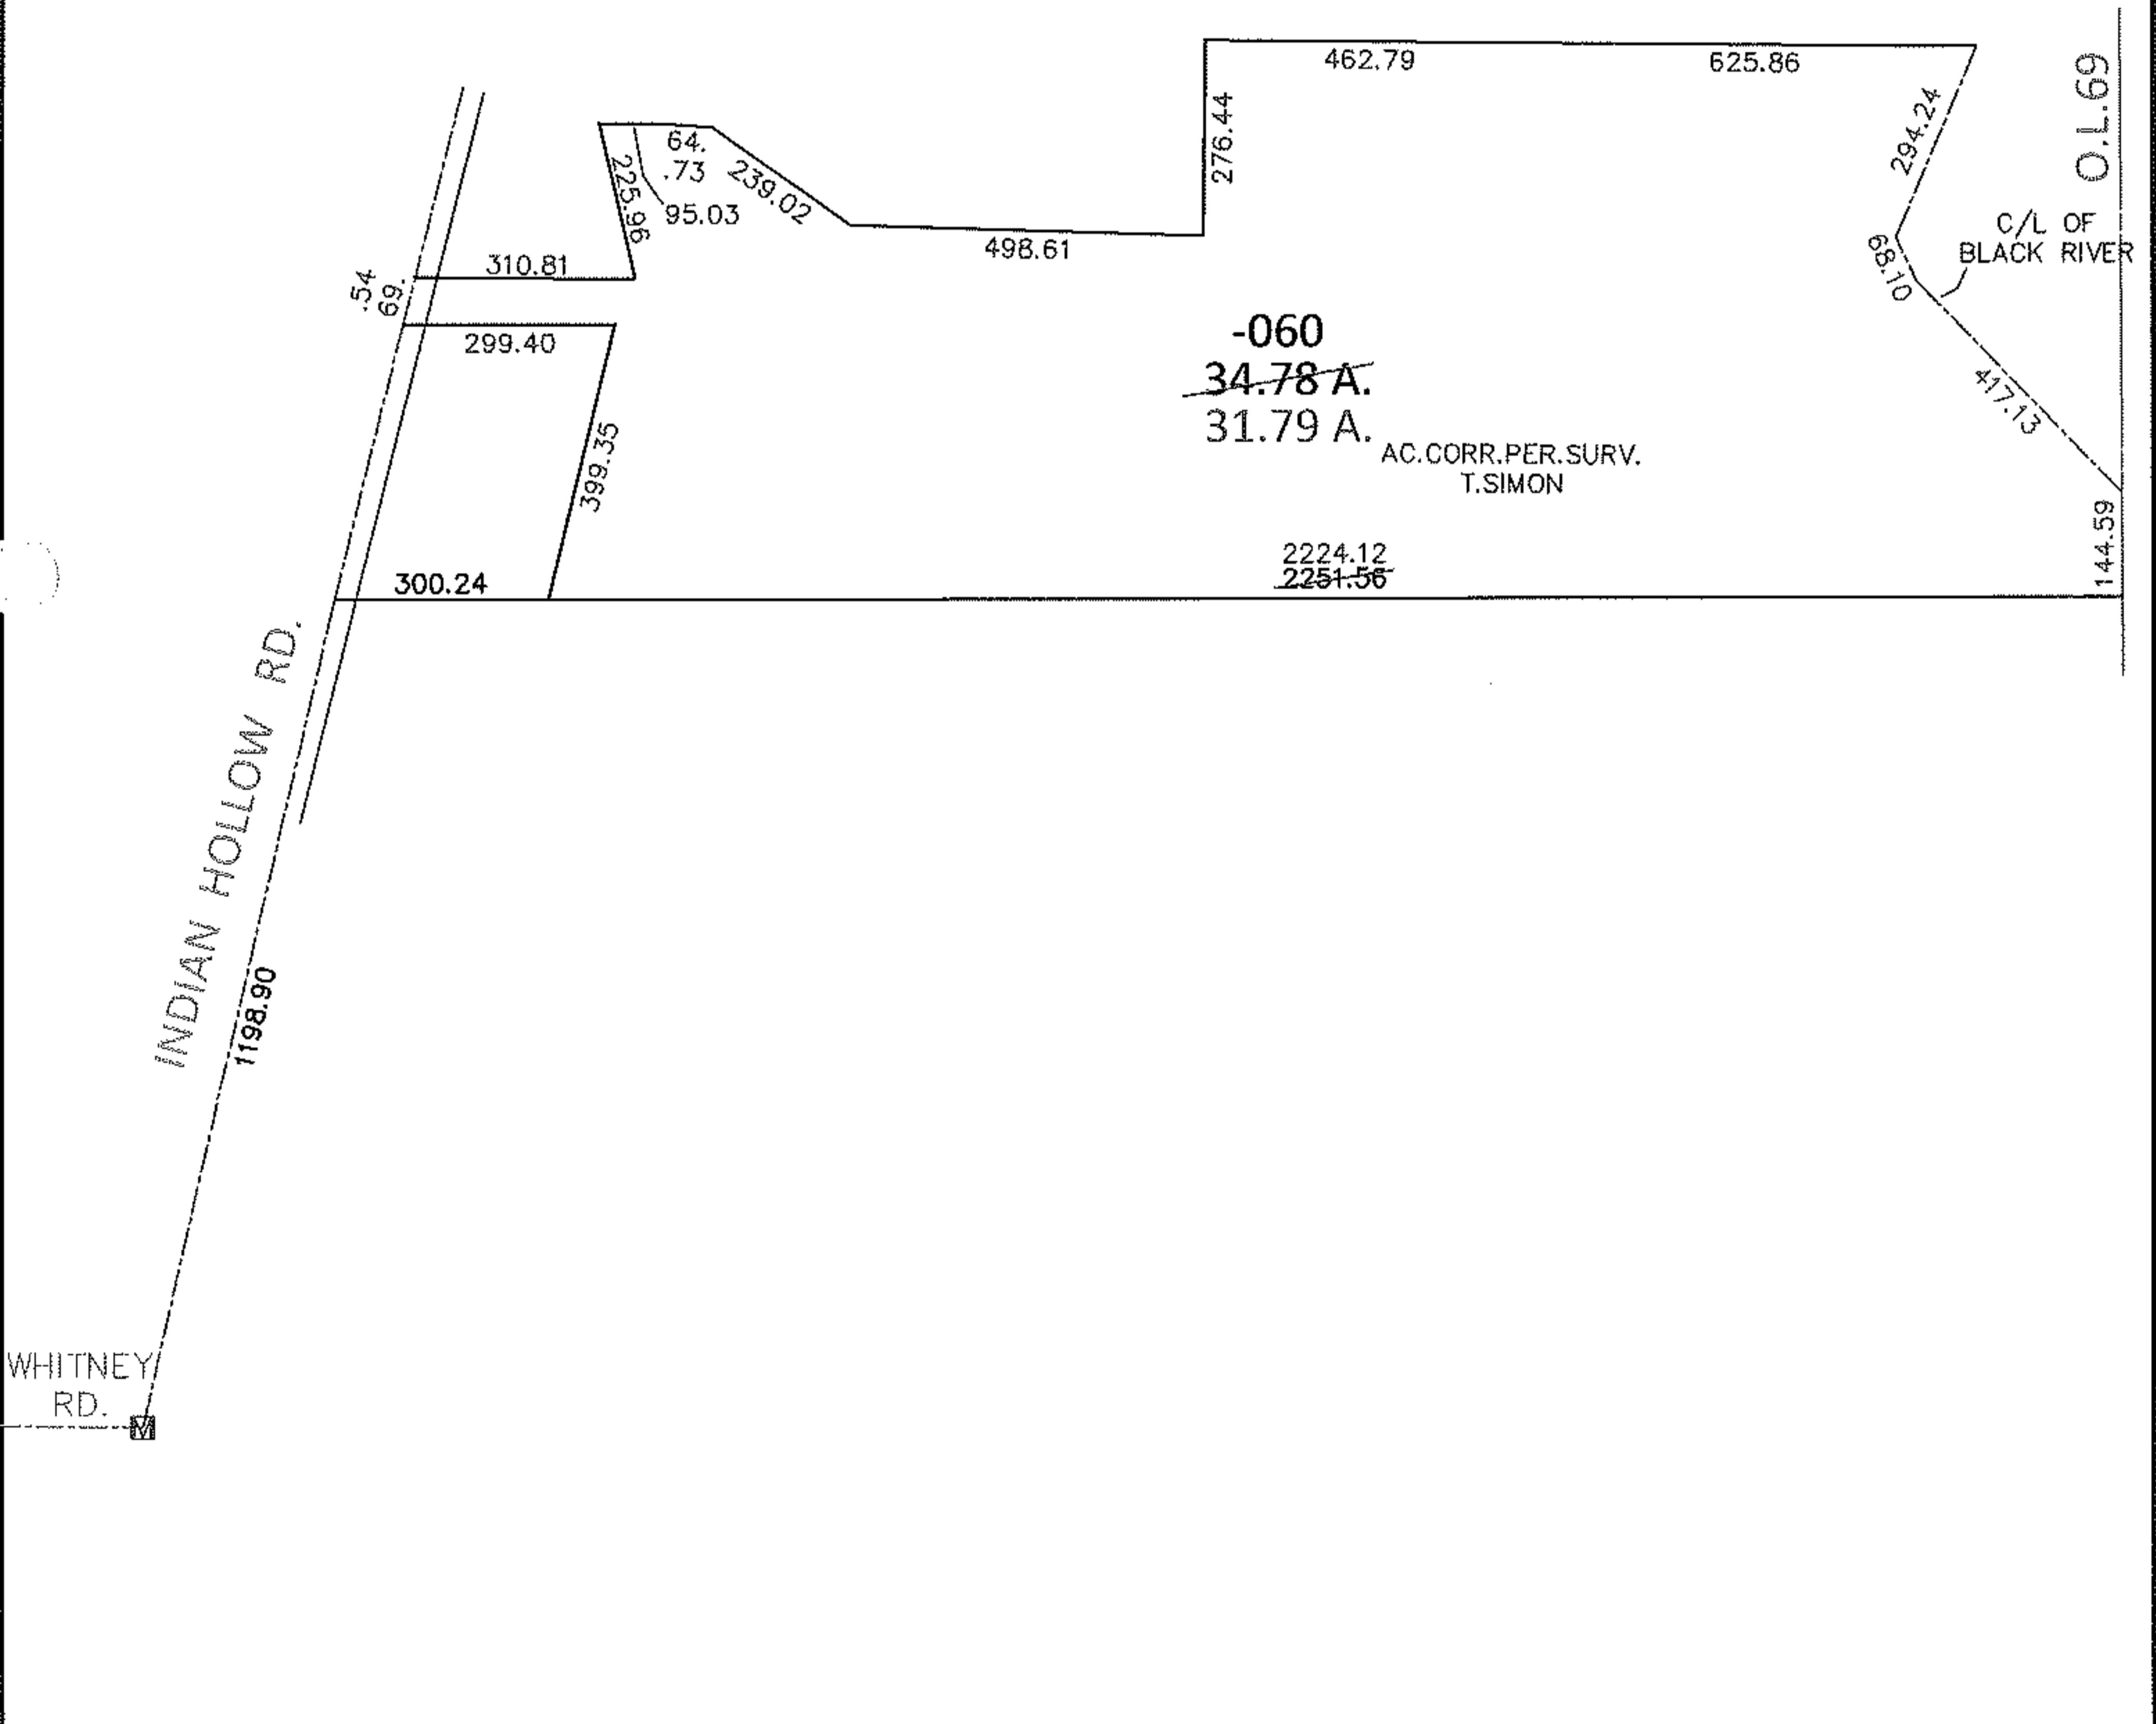 462.79
625.86
O.L.69
294.24
276.44
64.
.73
239.02
225.96
95.03
498.61
C/L OF
BLACK RIVER
68.10
310.81
.54
69.
299.40
-060
34.78 A.
31.79 A.
AC.CORR.PER.SURV.
T.SIMON
417.13
399.35
144.59
2224.12
2251.56
300.24
INDIAN HOLLOW RD.
1198.90
WHITNEY
RD.
M